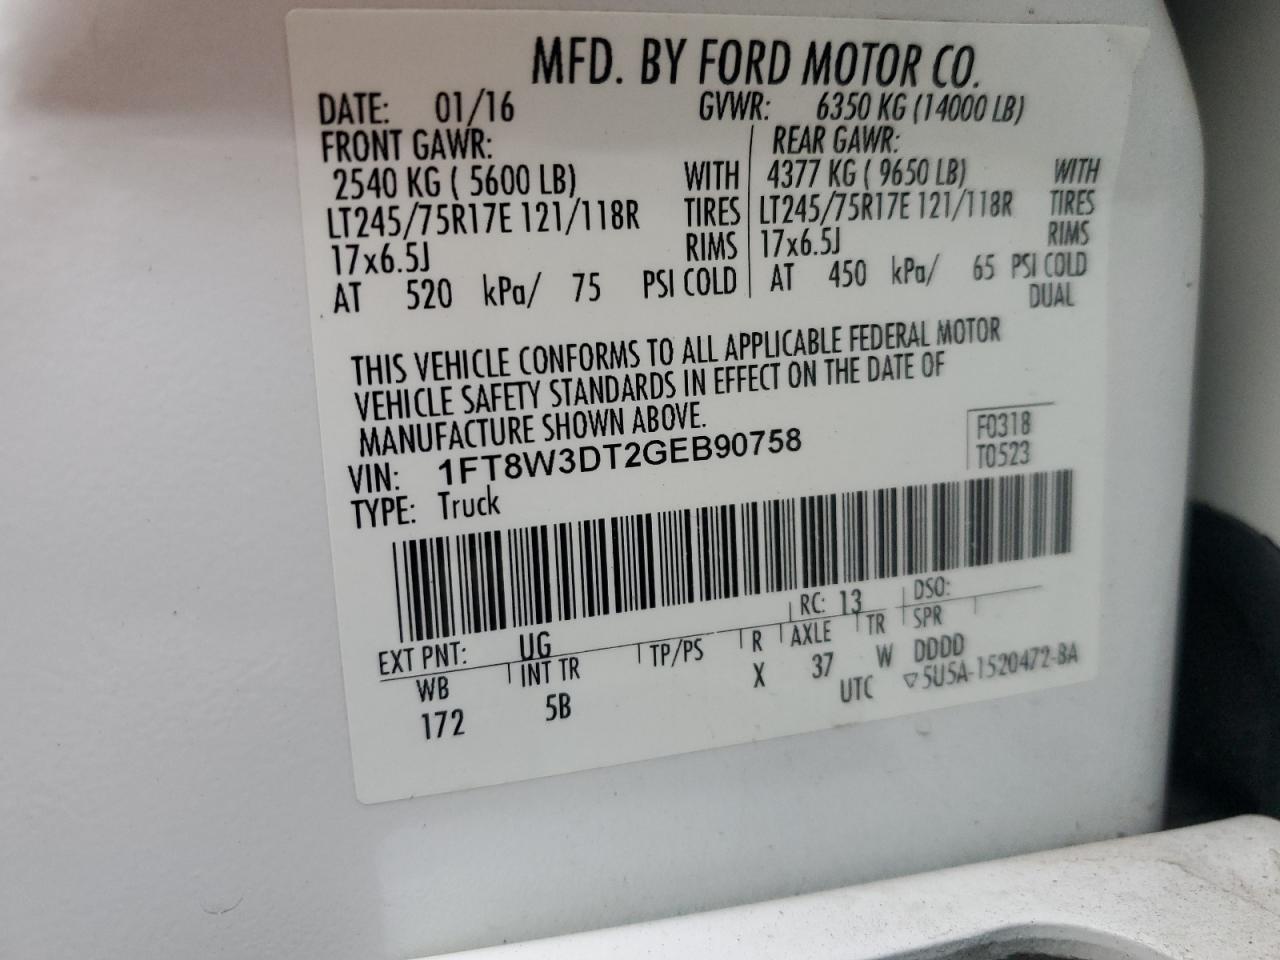 MFD. BY FORD MOTOR CO.
DATE: 01/16 GVWR: 6350 KG (14000 LB)
FRONT GAWR: REAR GAWR:
2540 KG ( 5600 LB) WITH 4377 KG ( 9650 LB) WITH
LT245/75R17E 121/118R TIRES LT245/75R17E 121/118R TIRES
17x6.5J RIMS 17x6.5J RIMS
AT 520 kPa/ 75 PSI COLD AT 450 kPa/ 65 PSI COLD
DUAL
THIS VEHICLE CONFORMS TO ALL APPLICABLE FEDERAL MOTOR
VEHICLE SAFETY STANDARDS IN EFFECT ON THE DATE OF
MANUFACTURE SHOWN ABOVE.
F0318
VIN: 1FT8W3DT2GEB90758
T0523
TYPE: Truck
EXT PNT: UG RC: 13 DSO:
WB INT TR TP/PS R AXLE TR SPR
172 5B X 37 W DDDD
UTC ▽5U5A-1520472-BA